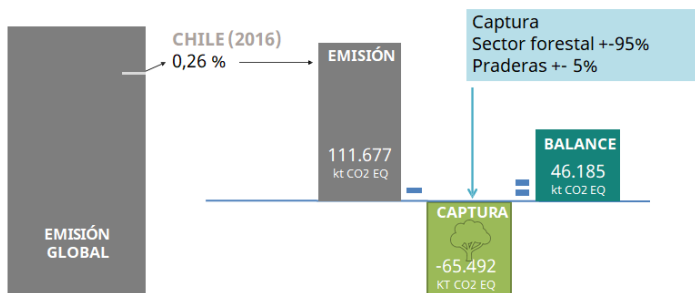 Captura
Sector forestal +-95%
Praderas +- 5%
CHILE (2016)
0,26 %
EMISIÓN
111.677
kt CO2 EQ
BALANCE
46.185
kt CO2 EQ
CAPTURA
-65.492
KT CO2 EQ
EMISIÓN
GLOBAL